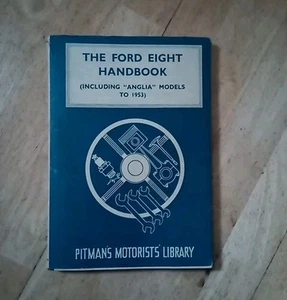 THE FORD EIGHT
HANDBOOK
(INCLUDING "ANGLIA" MODELS
TO 1953)
PITMAN'S MOTORISTS' LIBRARY